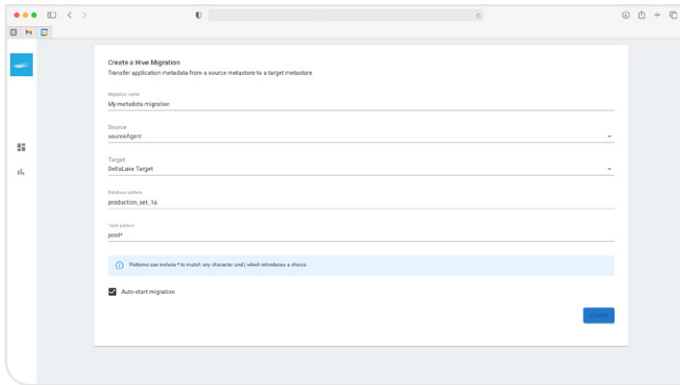 Create a Hive Migration
Transfer application metadata from a source metastore to a target metastore
Migration name
My metadata migration
Source
sourceAgent
Target
DeltaLake Target
Database pattern
production_set_1a
Table pattern
prod*
Patterns can include * to match any character and | which introduces a choice.
Auto-start migration
Create